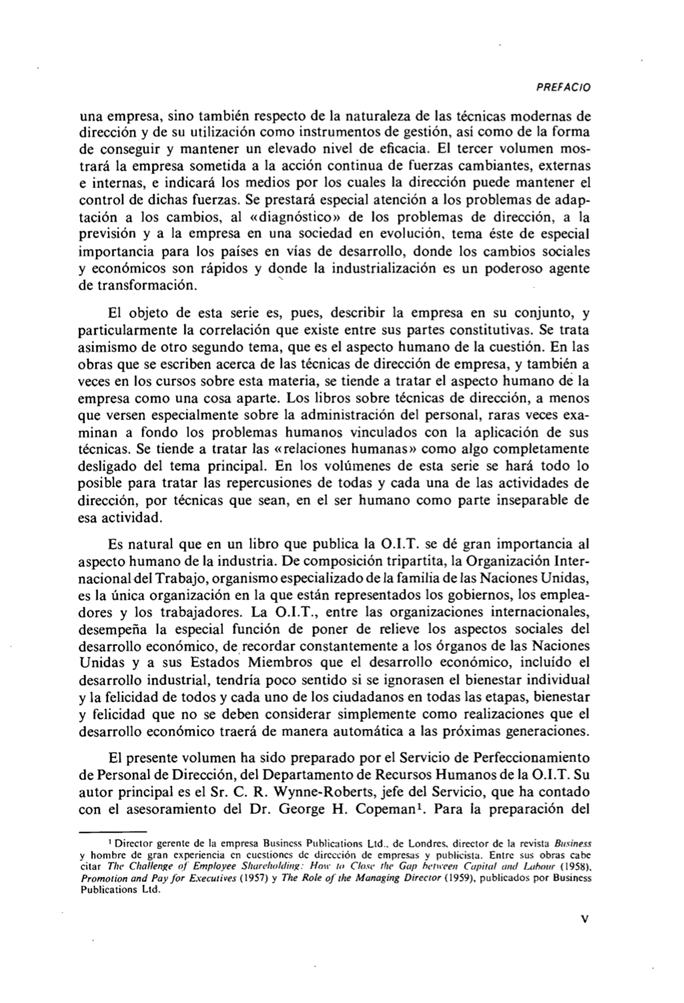 PREFACIO
una empresa, sino también respecto de la naturaleza de las técnicas modernas de
dirección y de su utilización como instrumentos de gestión, así como de la forma
de conseguir y mantener un elevado nivel de eficacia. El tercer volumen mos-
trará la empresa sometida a la acción continua de fuerzas cambiantes, externas
e internas, e indicará los medios por los cuales la dirección puede mantener el
control de dichas fuerzas. Se prestará especial atención a los problemas de adap-
tación a los cambios, al «diagnóstico» de los problemas de dirección, a la
previsión y a la empresa en una sociedad en evolución, tema éste de especial
importancia para los países en vías de desarrollo, donde los cambios sociales
y económicos son rápidos y donde la industrialización es un poderoso agente
de transformación.
El objeto de esta serie es, pues, describir la empresa en su conjunto, y
particularmente la correlación que existe entre sus partes constitutivas. Se trata
asimismo de otro segundo tema, que es el aspecto humano de la cuestión. En las
obras que se escriben acerca de las técnicas de dirección de empresa, y también a
veces en los cursos sobre esta materia, se tiende a tratar el aspecto humano de la
empresa como una cosa aparte. Los libros sobre técnicas de dirección, a menos
que versen especialmente sobre la administración del personal, raras veces exa-
minan a fondo los problemas humanos vinculados con la aplicación de sus
técnicas. Se tiende a tratar las «relaciones humanas» como algo completamente
desligado del tema principal. En los volúmenes de esta serie se hará todo lo
posible para tratar las repercusiones de todas y cada una de las actividades de
dirección, por técnicas que sean, en el ser humano como parte inseparable de
esa actividad.
Es natural que en un libro que publica la O.I.T. se dé gran importancia al
aspecto humano de la industria. De composición tripartita, la Organización Inter-
nacional del Trabajo, organismo especializado de la familia de las Naciones Unidas,
es la única organización en la que están representados los gobiernos, los emplea-
dores y los trabajadores. La O.I.T., entre las organizaciones internacionales,
desempeña la especial función de poner de relieve los aspectos sociales del
desarrollo económico, de recordar constantemente a los órganos de las Naciones
Unidas y a sus Estados Miembros que el desarrollo económico, incluído el
desarrollo industrial, tendría poco sentido si se ignorasen el bienestar individual
y la felicidad de todos y cada uno de los ciudadanos en todas las etapas, bienestar
y felicidad que no se deben considerar simplemente como realizaciones que el
desarrollo económico traerá de manera automática a las próximas generaciones.
El presente volumen ha sido preparado por el Servicio de Perfeccionamiento
de Personal de Dirección, del Departamento de Recursos Humanos de la O.I.T. Su
autor principal es el Sr. C. R. Wynne-Roberts, jefe del Servicio, que ha contado
con el asesoramiento del Dr. George H. Copeman¹. Para la preparación del
¹ Director gerente de la empresa Business Publications Ltd., de Londres, director de la revista Business
y hombre de gran experiencia en cuestiones de dirección de empresas y publicista. Entre sus obras cabe
citar The Challenge of Employee Shareholding: How to Close the Gap between Capital and Labour (1958),
Promotion and Pay for Executives (1957) y The Role of the Managing Director (1959), publicados por Business
Publications Ltd.
V